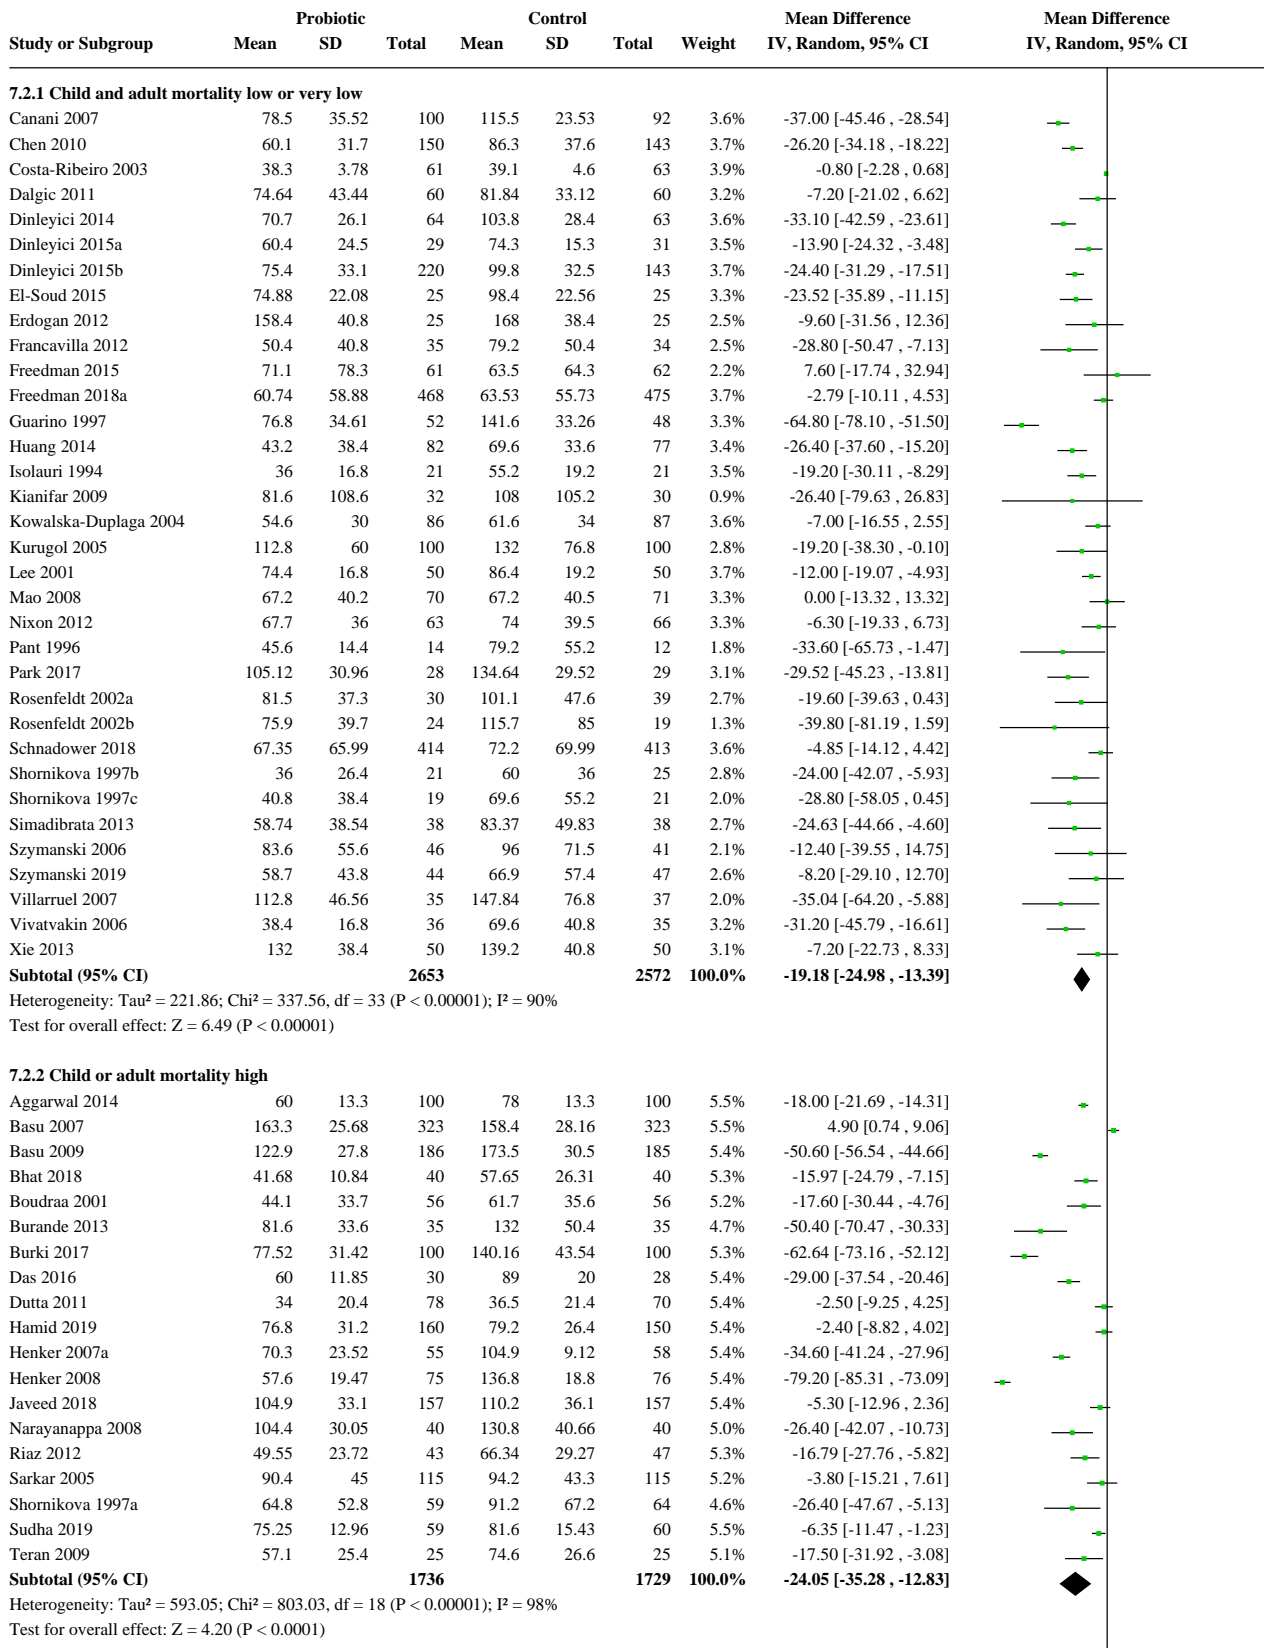 Probiotic Control Mean Difference Mean Difference
Study or Subgroup Mean SD Total Mean SD Total Weight IV, Random, 95% CI IV, Random, 95% CI
7.2.1 Child and adult mortality low or very low
Canani 2007 78.5 35.52 100 115.5 23.53 92 3.6% -37.00 [-45.46 , -28.54]
Chen 2010 60.1 31.7 150 86.3 37.6 143 3.7% -26.20 [-34.18 , -18.22]
Costa-Ribeiro 2003 38.3 3.78 61 39.1 4.6 63 3.9% -0.80 [-2.28 , 0.68]
Dalgic 2011 74.64 43.44 60 81.84 33.12 60 3.2% -7.20 [-21.02 , 6.62]
Dinleyici 2014 70.7 26.1 64 103.8 28.4 63 3.6% -33.10 [-42.59 , -23.61]
Dinleyici 2015a 60.4 24.5 29 74.3 15.3 31 3.5% -13.90 [-24.32 , -3.48]
Dinleyici 2015b 75.4 33.1 220 99.8 32.5 143 3.7% -24.40 [-31.29 , -17.51]
El-Soud 2015 74.88 22.08 25 98.4 22.56 25 3.3% -23.52 [-35.89 , -11.15]
Erdogan 2012 158.4 40.8 25 168 38.4 25 2.5% -9.60 [-31.56 , 12.36]
Francavilla 2012 50.4 40.8 35 79.2 50.4 34 2.5% -28.80 [-50.47 , -7.13]
Freedman 2015 71.1 78.3 61 63.5 64.3 62 2.2% 7.60 [-17.74 , 32.94]
Freedman 2018a 60.74 58.88 468 63.53 55.73 475 3.7% -2.79 [-10.11 , 4.53]
Guarino 1997 76.8 34.61 52 141.6 33.26 48 3.3% -64.80 [-78.10 , -51.50]
Huang 2014 43.2 38.4 82 69.6 33.6 77 3.4% -26.40 [-37.60 , -15.20]
Isolauri 1994 36 16.8 21 55.2 19.2 21 3.5% -19.20 [-30.11 , -8.29]
Kianifar 2009 81.6 108.6 32 108 105.2 30 0.9% -26.40 [-79.63 , 26.83]
Kowalska-Duplaga 2004 54.6 30 86 61.6 34 87 3.6% -7.00 [-16.55 , 2.55]
Kurugol 2005 112.8 60 100 132 76.8 100 2.8% -19.20 [-38.30 , -0.10]
Lee 2001 74.4 16.8 50 86.4 19.2 50 3.7% -12.00 [-19.07 , -4.93]
Mao 2008 67.2 40.2 70 67.2 40.5 71 3.3% 0.00 [-13.32 , 13.32]
Nixon 2012 67.7 36 63 74 39.5 66 3.3% -6.30 [-19.33 , 6.73]
Pant 1996 45.6 14.4 14 79.2 55.2 12 1.8% -33.60 [-65.73 , -1.47]
Park 2017 105.12 30.96 28 134.64 29.52 29 3.1% -29.52 [-45.23 , -13.81]
Rosenfeldt 2002a 81.5 37.3 30 101.1 47.6 39 2.7% -19.60 [-39.63 , 0.43]
Rosenfeldt 2002b 75.9 39.7 24 115.7 85 19 1.3% -39.80 [-81.19 , 1.59]
Schnadower 2018 67.35 65.99 414 72.2 69.99 413 3.6% -4.85 [-14.12 , 4.42]
Shornikova 1997b 36 26.4 21 60 36 25 2.8% -24.00 [-42.07 , -5.93]
Shornikova 1997c 40.8 38.4 19 69.6 55.2 21 2.0% -28.80 [-58.05 , 0.45]
Simadibrata 2013 58.74 38.54 38 83.37 49.83 38 2.7% -24.63 [-44.66 , -4.60]
Szymanski 2006 83.6 55.6 46 96 71.5 41 2.1% -12.40 [-39.55 , 14.75]
Szymanski 2019 58.7 43.8 44 66.9 57.4 47 2.6% -8.20 [-29.10 , 12.70]
Villarruel 2007 112.8 46.56 35 147.84 76.8 37 2.0% -35.04 [-64.20 , -5.88]
Vivatvakin 2006 38.4 16.8 36 69.6 40.8 35 3.2% -31.20 [-45.79 , -16.61]
Xie 2013 132 38.4 50 139.2 40.8 50 3.1% -7.20 [-22.73 , 8.33]
Subtotal (95% CI) 2653 2572 100.0% -19.18 [-24.98 , -13.39]
Heterogeneity: Tau² = 221.86; Chi² = 337.56, df = 33 (P < 0.00001); I² = 90%
Test for overall effect: Z = 6.49 (P < 0.00001)
7.2.2 Child or adult mortality high
Aggarwal 2014 60 13.3 100 78 13.3 100 5.5% -18.00 [-21.69 , -14.31]
Basu 2007 163.3 25.68 323 158.4 28.16 323 5.5% 4.90 [0.74 , 9.06]
Basu 2009 122.9 27.8 186 173.5 30.5 185 5.4% -50.60 [-56.54 , -44.66]
Bhat 2018 41.68 10.84 40 57.65 26.31 40 5.3% -15.97 [-24.79 , -7.15]
Boudraa 2001 44.1 33.7 56 61.7 35.6 56 5.2% -17.60 [-30.44 , -4.76]
Burande 2013 81.6 33.6 35 132 50.4 35 4.7% -50.40 [-70.47 , -30.33]
Burki 2017 77.52 31.42 100 140.16 43.54 100 5.3% -62.64 [-73.16 , -52.12]
Das 2016 60 11.85 30 89 20 28 5.4% -29.00 [-37.54 , -20.46]
Dutta 2011 34 20.4 78 36.5 21.4 70 5.4% -2.50 [-9.25 , 4.25]
Hamid 2019 76.8 31.2 160 79.2 26.4 150 5.4% -2.40 [-8.82 , 4.02]
Henker 2007a 70.3 23.52 55 104.9 9.12 58 5.4% -34.60 [-41.24 , -27.96]
Henker 2008 57.6 19.47 75 136.8 18.8 76 5.4% -79.20 [-85.31 , -73.09]
Javeed 2018 104.9 33.1 157 110.2 36.1 157 5.4% -5.30 [-12.96 , 2.36]
Narayanappa 2008 104.4 30.05 40 130.8 40.66 40 5.0% -26.40 [-42.07 , -10.73]
Riaz 2012 49.55 23.72 43 66.34 29.27 47 5.3% -16.79 [-27.76 , -5.82]
Sarkar 2005 90.4 45 115 94.2 43.3 115 5.2% -3.80 [-15.21 , 7.61]
Shornikova 1997a 64.8 52.8 59 91.2 67.2 64 4.6% -26.40 [-47.67 , -5.13]
Sudha 2019 75.25 12.96 59 81.6 15.43 60 5.5% -6.35 [-11.47 , -1.23]
Teran 2009 57.1 25.4 25 74.6 26.6 25 5.1% -17.50 [-31.92 , -3.08]
Subtotal (95% CI) 1736 1729 100.0% -24.05 [-35.28 , -12.83]
Heterogeneity: Tau² = 593.05; Chi² = 803.03, df = 18 (P < 0.00001); I² = 98%
Test for overall effect: Z = 4.20 (P < 0.0001)